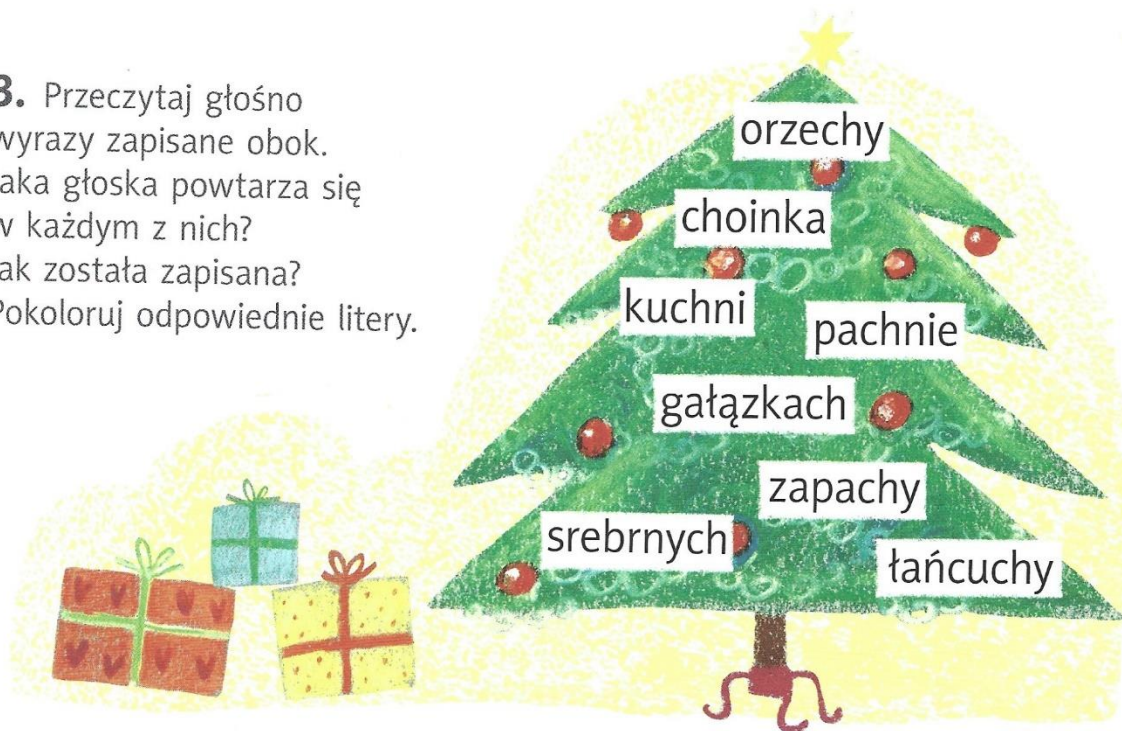 3. Przeczytaj głośno
wyrazy zapisane obok.
aka głoska powtarza się
w każdym z nich?
ak została zapisana?
Pokoloruj odpowiednie litery.
orzechy
choinka
kuchni
pachnie
gałązkach
zapachy
srebrnych
łańcuchy